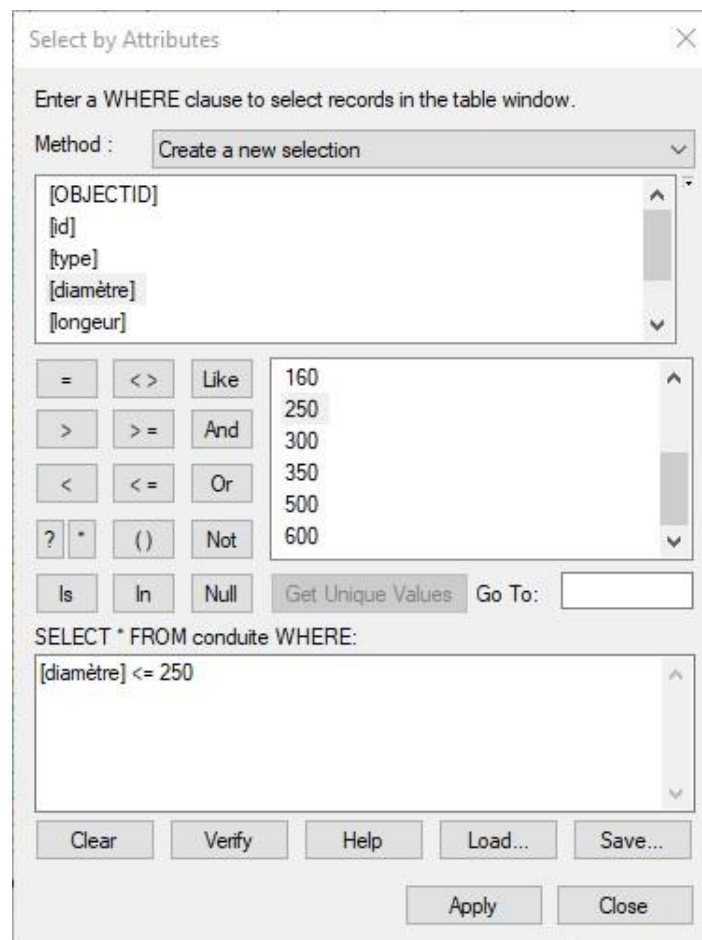 Select by Attributes
Enter a WHERE clause to select records in the table window.
Method : Create a new selection
[OBJECTID]
[id]
[type]
[diamètre]
[longeur]
= < > Like
> > = And
< < = Or
? * ( ) Not
Is In Null
160
250
300
350
500
600
Get Unique Values Go To:
SELECT * FROM conduite WHERE:
[diamètre] <= 250
Clear Verify Help Load... Save...
Apply Close